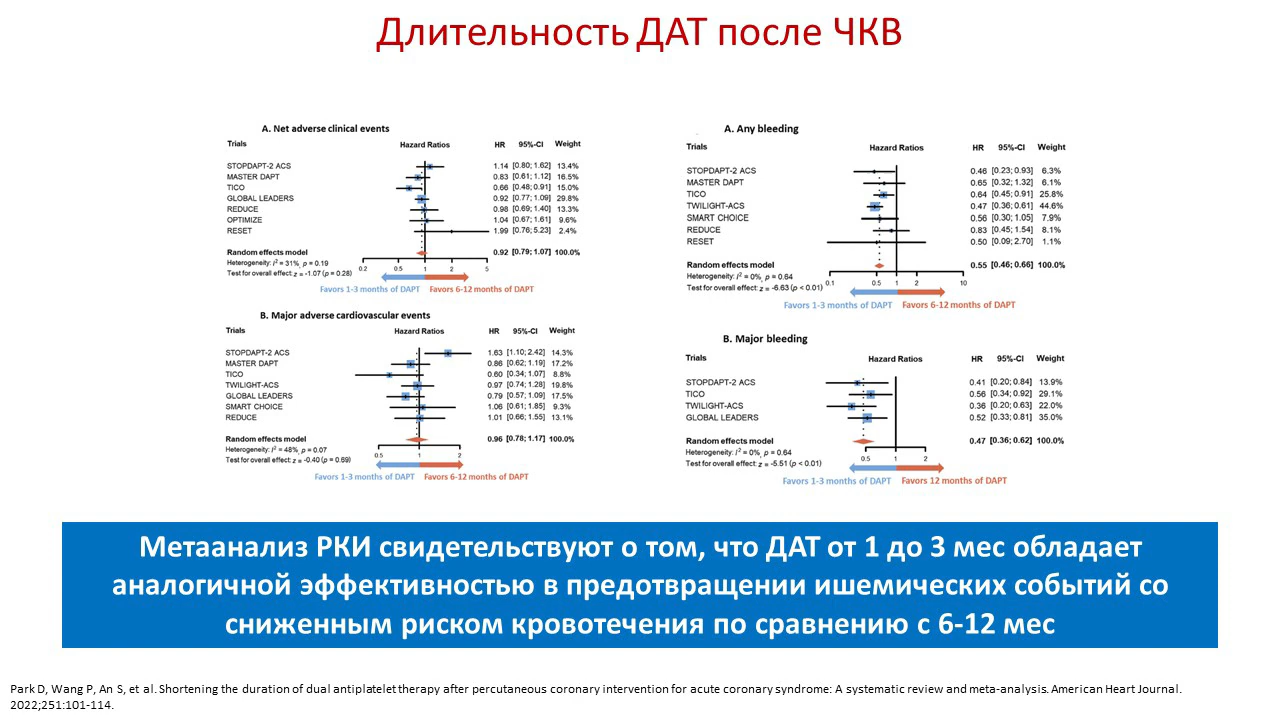 Длительность ДАТ после ЧКВ
A. Net adverse clinical events
Trials Hazard Ratios HR 95%-CI Weight
STOPDAPT-2 ACS 1.14 [0.80; 1.62] 13.4%
MASTER DAPT 0.83 [0.61; 1.12] 16.5%
TICO 0.66 [0.48; 0.91] 15.0%
GLOBAL LEADERS 0.92 [0.77; 1.09] 29.8%
REDUCE 0.98 [0.69; 1.40] 13.3%
OPTIMIZE 1.04 [0.67; 1.61] 9.6%
RESET 1.99 [0.76; 5.23] 2.4%
Random effects model 0.92 [0.79; 1.07] 100.0%
Heterogeneity: I² = 31%, p = 0.19
Test for overall effect: z = -1.07 (p = 0.28)
0.2 0.5 1 2 5
Favors 1-3 months of DAPT Favors 6-12 months of DAPT
B. Major adverse cardiovascular events
Trials Hazard Ratios HR 95%-CI Weight
STOPDAPT-2 ACS 1.63 [1.10; 2.42] 14.3%
MASTER DAPT 0.86 [0.62; 1.19] 17.2%
TICO 0.60 [0.34; 1.07] 8.8%
TWILIGHT-ACS 0.97 [0.74; 1.28] 19.8%
GLOBAL LEADERS 0.79 [0.57; 1.09] 17.5%
SMART CHOICE 1.06 [0.61; 1.85] 9.3%
REDUCE 1.01 [0.66; 1.55] 13.1%
Random effects model 0.96 [0.78; 1.17] 100.0%
Heterogeneity: I² = 48%, p = 0.07
Test for overall effect: z = -0.40 (p = 0.69)
0.5 1 2
Favors 1-3 months of DAPT Favors 6-12 months of DAPT
A. Any bleeding
Trials Hazard Ratios HR 95%-CI Weight
STOPDAPT-2 ACS 0.46 [0.23; 0.93] 6.3%
MASTER DAPT 0.65 [0.32; 1.32] 6.1%
TICO 0.64 [0.45; 0.91] 25.8%
TWILIGHT-ACS 0.47 [0.36; 0.61] 44.6%
SMART CHOICE 0.56 [0.30; 1.05] 7.9%
REDUCE 0.83 [0.45; 1.54] 8.1%
RESET 0.50 [0.09; 2.70] 1.1%
Random effects model 0.55 [0.46; 0.66] 100.0%
Heterogeneity: I² = 0%, p = 0.64
Test for overall effect: z = -6.63 (p < 0.01)
0.1 0.5 1 2 10
Favors 1-3 months of DAPT Favors 6-12 months of DAPT
B. Major bleeding
Trials Hazard Ratios HR 95%-CI Weight
STOPDAPT-2 ACS 0.41 [0.20; 0.84] 13.9%
TICO 0.56 [0.34; 0.92] 29.1%
TWILIGHT-ACS 0.36 [0.20; 0.63] 22.0%
GLOBAL LEADERS 0.52 [0.33; 0.81] 35.0%
Random effects model 0.47 [0.36; 0.62] 100.0%
Heterogeneity: I² = 0%, p = 0.64
Test for overall effect: z = -5.51 (p < 0.01)
0.5 1 2
Favors 1-3 months of DAPT Favors 12 months of DAPT
Метаанализ РКИ свидетельствуют о том, что ДАТ от 1 до 3 мес обладает
аналогичной эффективностью в предотвращении ишемических событий со
сниженным риском кровотечения по сравнению с 6-12 мес
Park D, Wang P, An S, et al. Shortening the duration of dual antiplatelet therapy after percutaneous coronary intervention for acute coronary syndrome: A systematic review and meta-analysis. American Heart Journal.
2022;251:101-114.